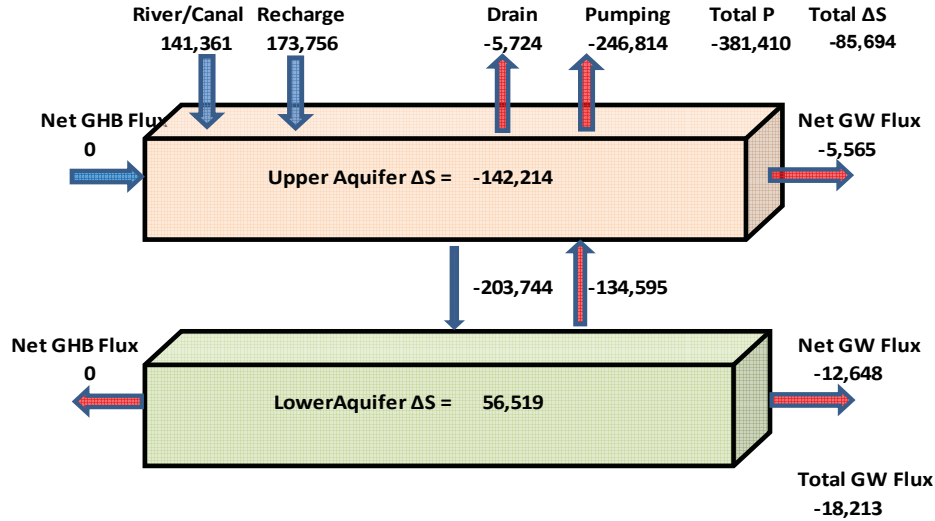 River/Canal Recharge Drain Pumping Total P Total ΔS
141,361 173,756 -5,724 -246,814 -381,410 -85,694
Net GHB Flux Net GW Flux
0 -5,565
Upper Aquifer ΔS = -142,214
-203,744 -134,595
Net GHB Flux Net GW Flux
0 -12,648
LowerAquifer ΔS = 56,519
Total GW Flux
-18,213